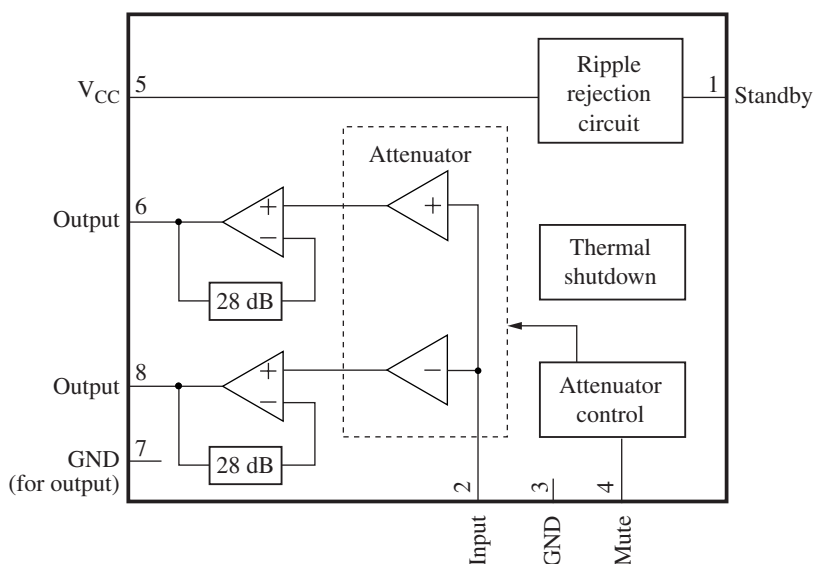 Ripple
rejection
circuit
V_CC
5
1
Standby
Attenuator
6
Output
+
−
+
28 dB
Thermal
shutdown
8
Output
+
−
−
28 dB
Attenuator
control
7
GND
(for output)
2
3
4
Input
GND
Mute